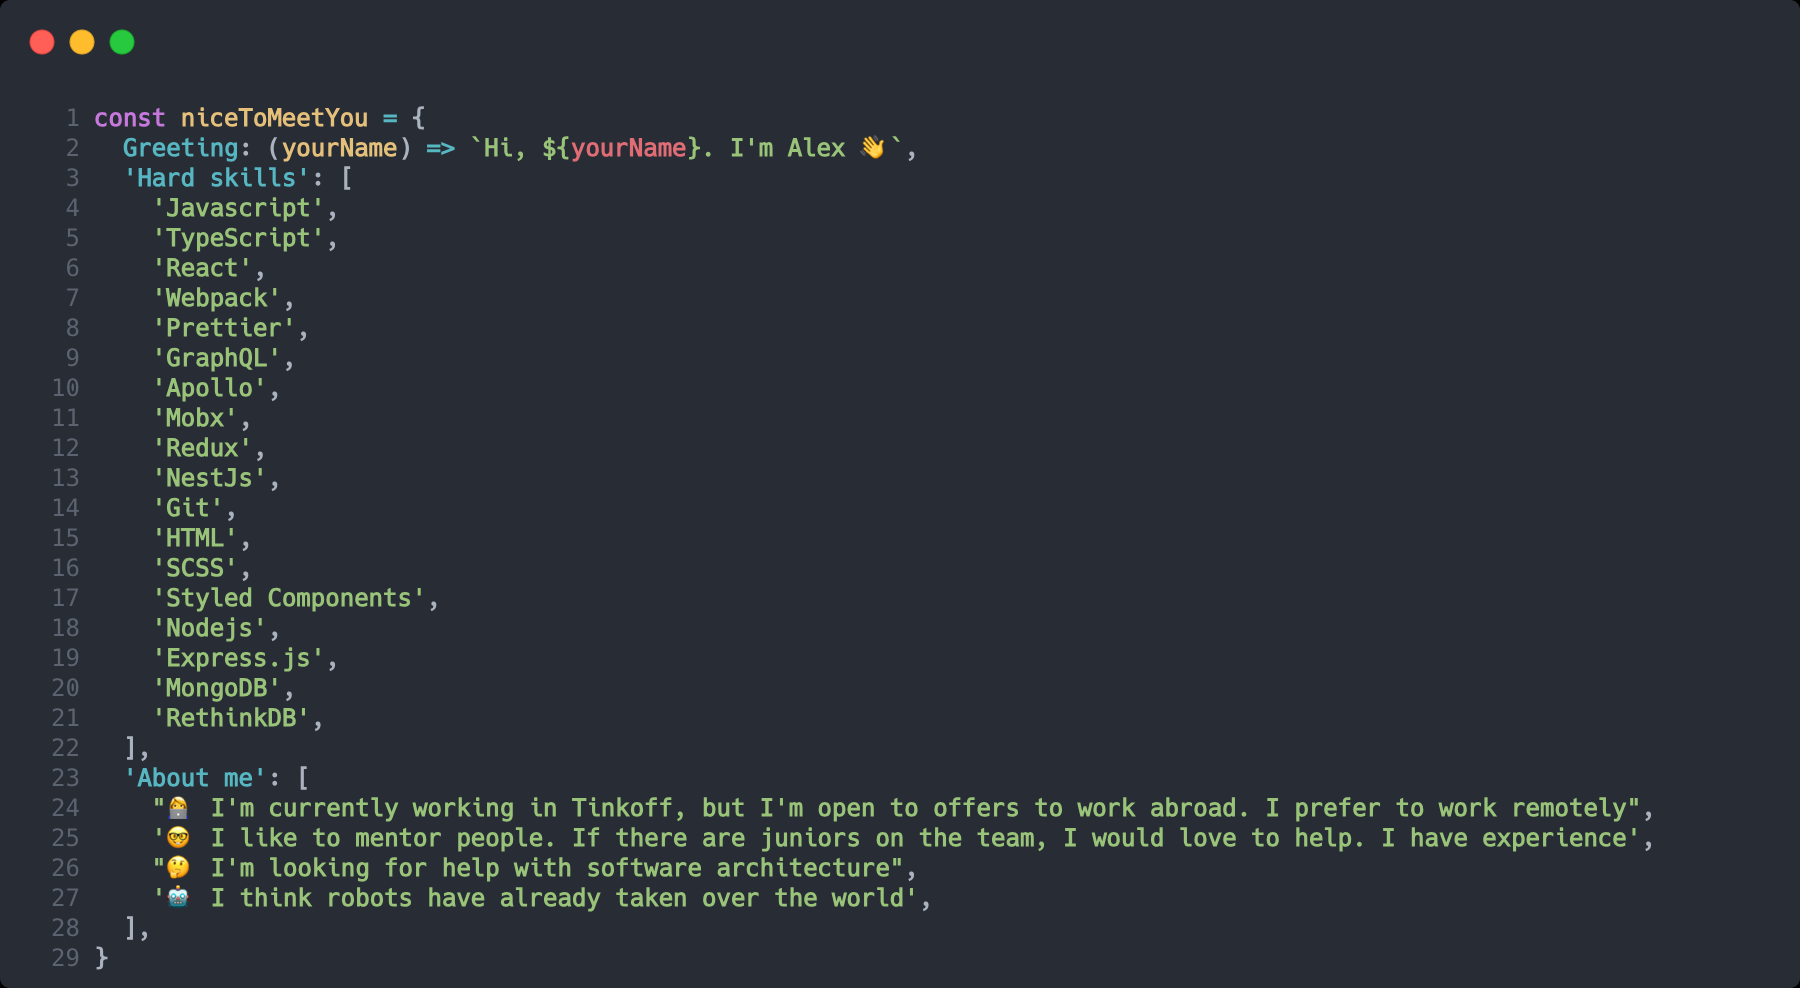 1 const niceToMeetYou = {
2   Greeting: (yourName) => `Hi, ${yourName}. I'm Alex 👋`,
3   'Hard skills': [
4     'Javascript',
5     'TypeScript',
6     'React',
7     'Webpack',
8     'Prettier',
9     'GraphQL',
10     'Apollo',
11     'Mobx',
12     'Redux',
13     'NestJs',
14     'Git',
15     'HTML',
16     'SCSS',
17     'Styled Components',
18     'Nodejs',
19     'Express.js',
20     'MongoDB',
21     'RethinkDB',
22   ],
23   'About me': [
24     "👨‍💻 I'm currently working in Tinkoff, but I'm open to offers to work abroad. I prefer to work remotely",
25     '🤓 I like to mentor people. If there are juniors on the team, I would love to help. I have experience',
26     "🤔 I'm looking for help with software architecture",
27     '🤖 I think robots have already taken over the world',
28   ],
29 }